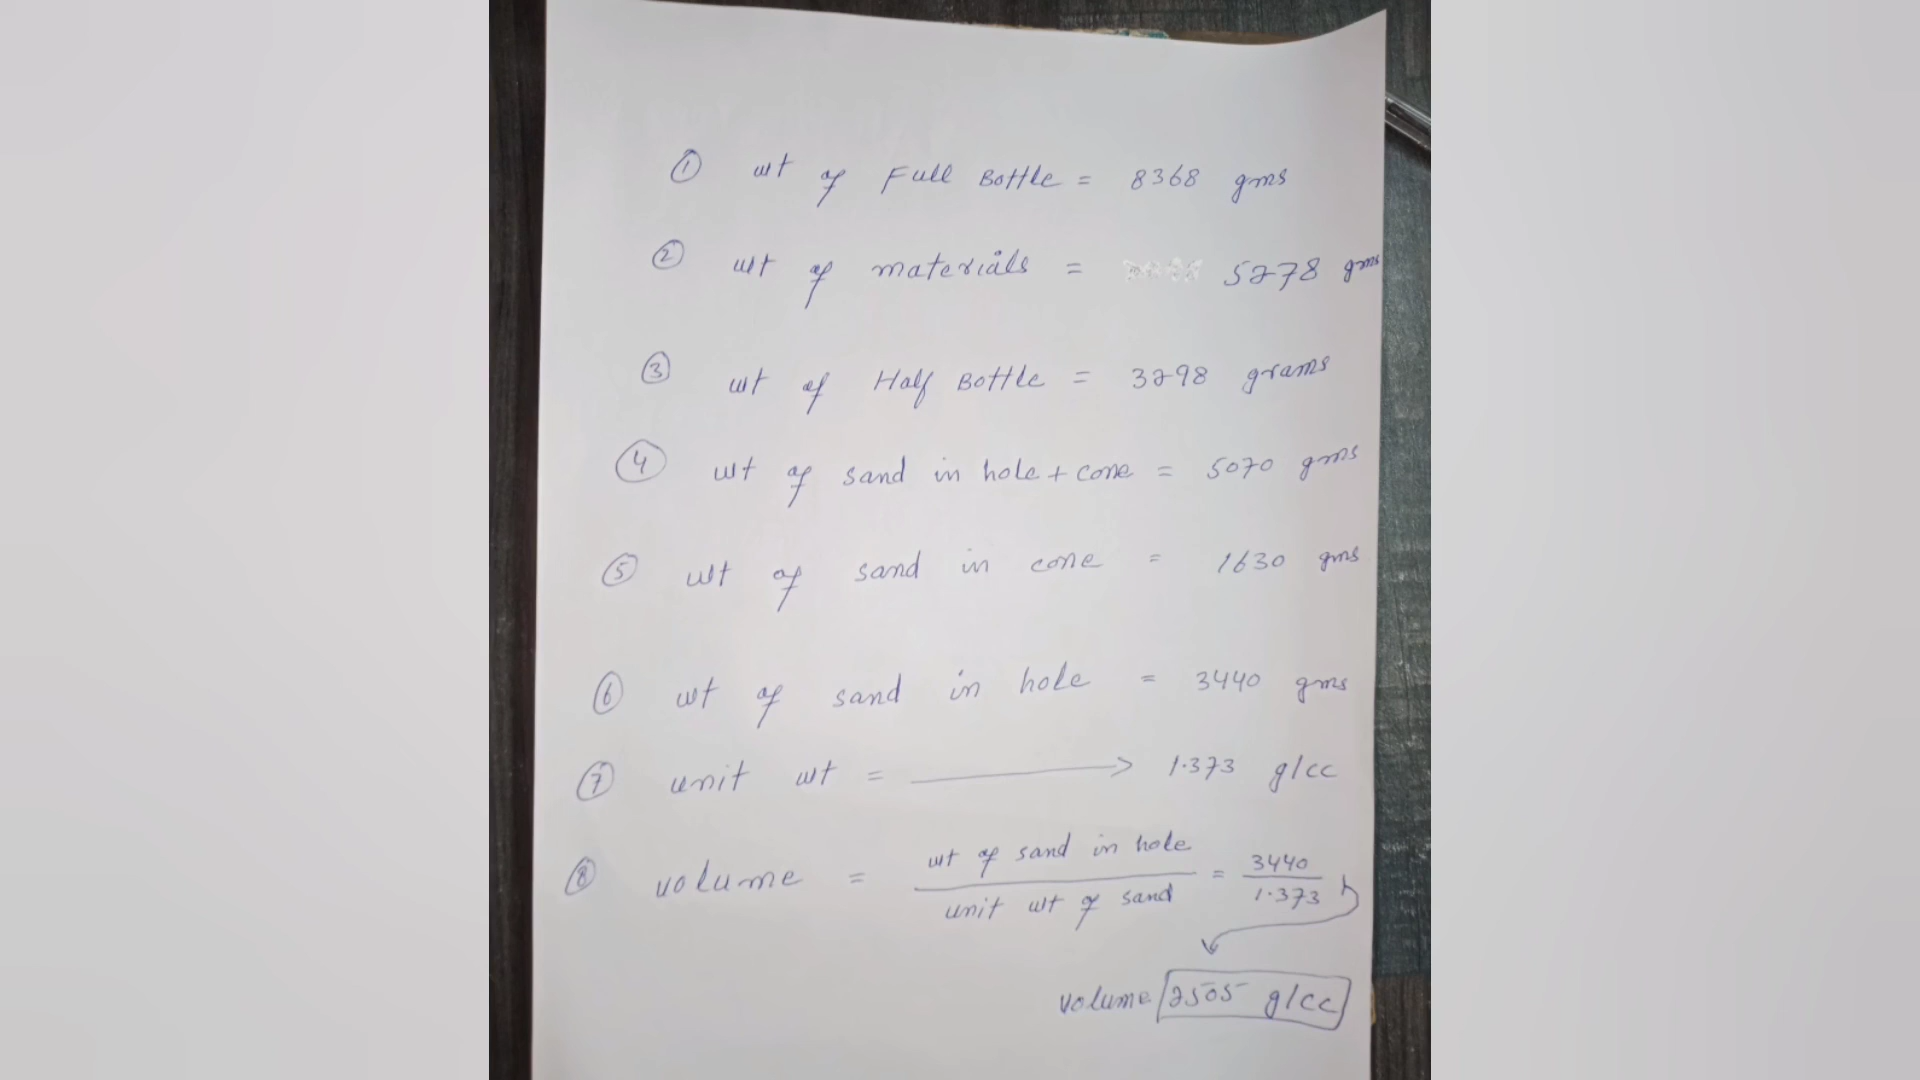 ① wt of Full Bottle = 8368 gms
② wt of materials = 5278 gms
③ wt of Half Bottle = 3298 grams
④ wt of sand in hole + cone = 5070 gms
⑤ wt of sand in cone = 1630 gms
⑥ wt of sand in hole = 3440 gms
⑦ unit wt = → 1.373 g/cc
⑧ volume = wt of sand in hole / unit wt of sand = 3440 / 1.373
volume 2505 g/cc